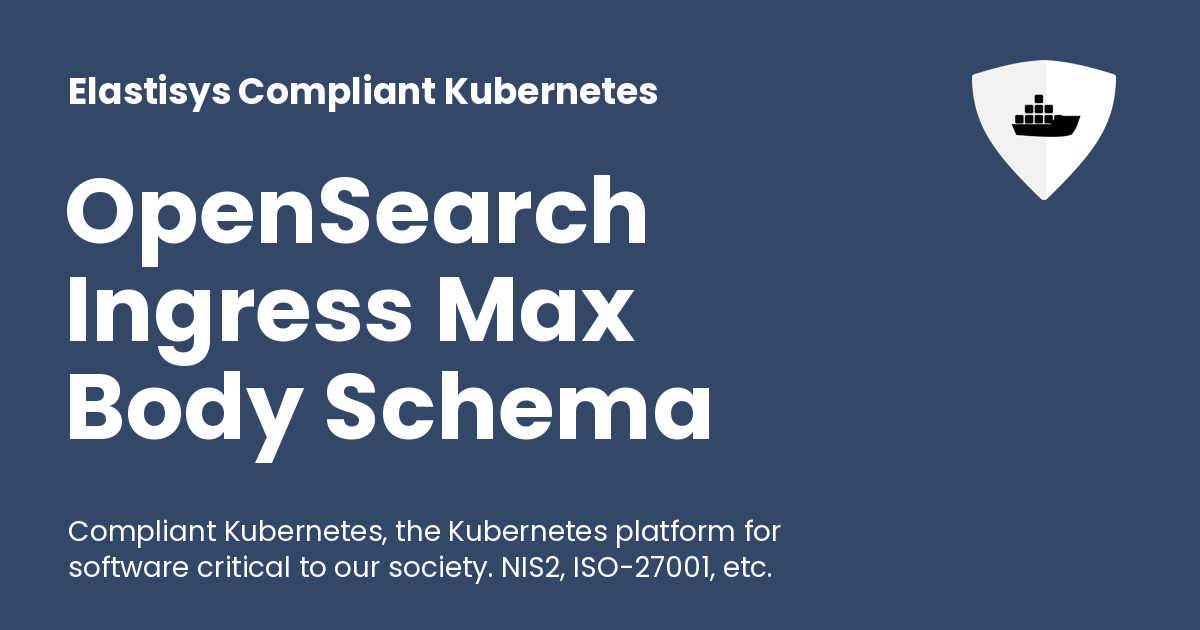 Elastisys Compliant Kubernetes
OpenSearch
Ingress Max
Body Schema
Compliant Kubernetes, the Kubernetes platform for
software critical to our society. NIS2, ISO-27001, etc.